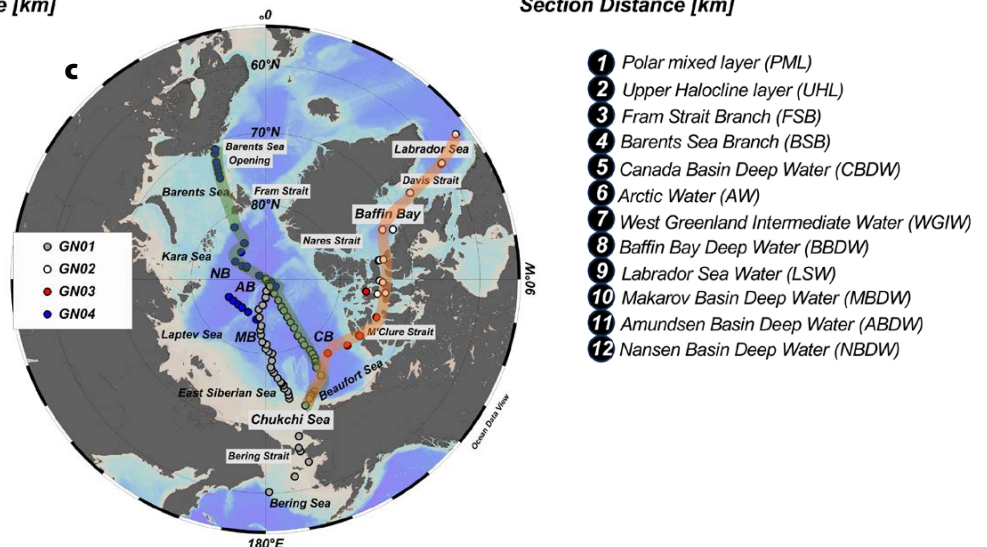 e [km]
Section Distance [km]
c
0
60°N
70°N
Barents Sea
Opening
Labrador Sea
Davis Strait
Barents Sea
Fram Strait
80°N
Baffin Bay
Nares Strait
Kara Sea
GN01
GN02
GN03
GN04
NB
AB
90°W
Laptev Sea
MB
CB
M'Clure Strait
Beaufort Sea
East Siberian Sea
Chukchi Sea
Bering Strait
Bering Sea
180°E
Ocean Data View
1 Polar mixed layer (PML)
2 Upper Halocline layer (UHL)
3 Fram Strait Branch (FSB)
4 Barents Sea Branch (BSB)
5 Canada Basin Deep Water (CBDW)
6 Arctic Water (AW)
7 West Greenland Intermediate Water (WGIW)
8 Baffin Bay Deep Water (BBDW)
9 Labrador Sea Water (LSW)
10 Makarov Basin Deep Water (MBDW)
11 Amundsen Basin Deep Water (ABDW)
12 Nansen Basin Deep Water (NBDW)